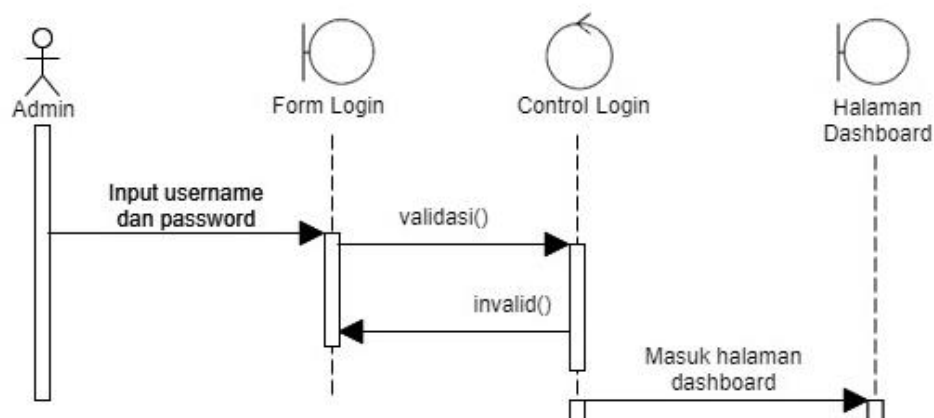 Admin
Form Login
Control Login
Halaman
Dashboard
Input username
dan password
validasi()
invalid()
Masuk halaman
dashboard